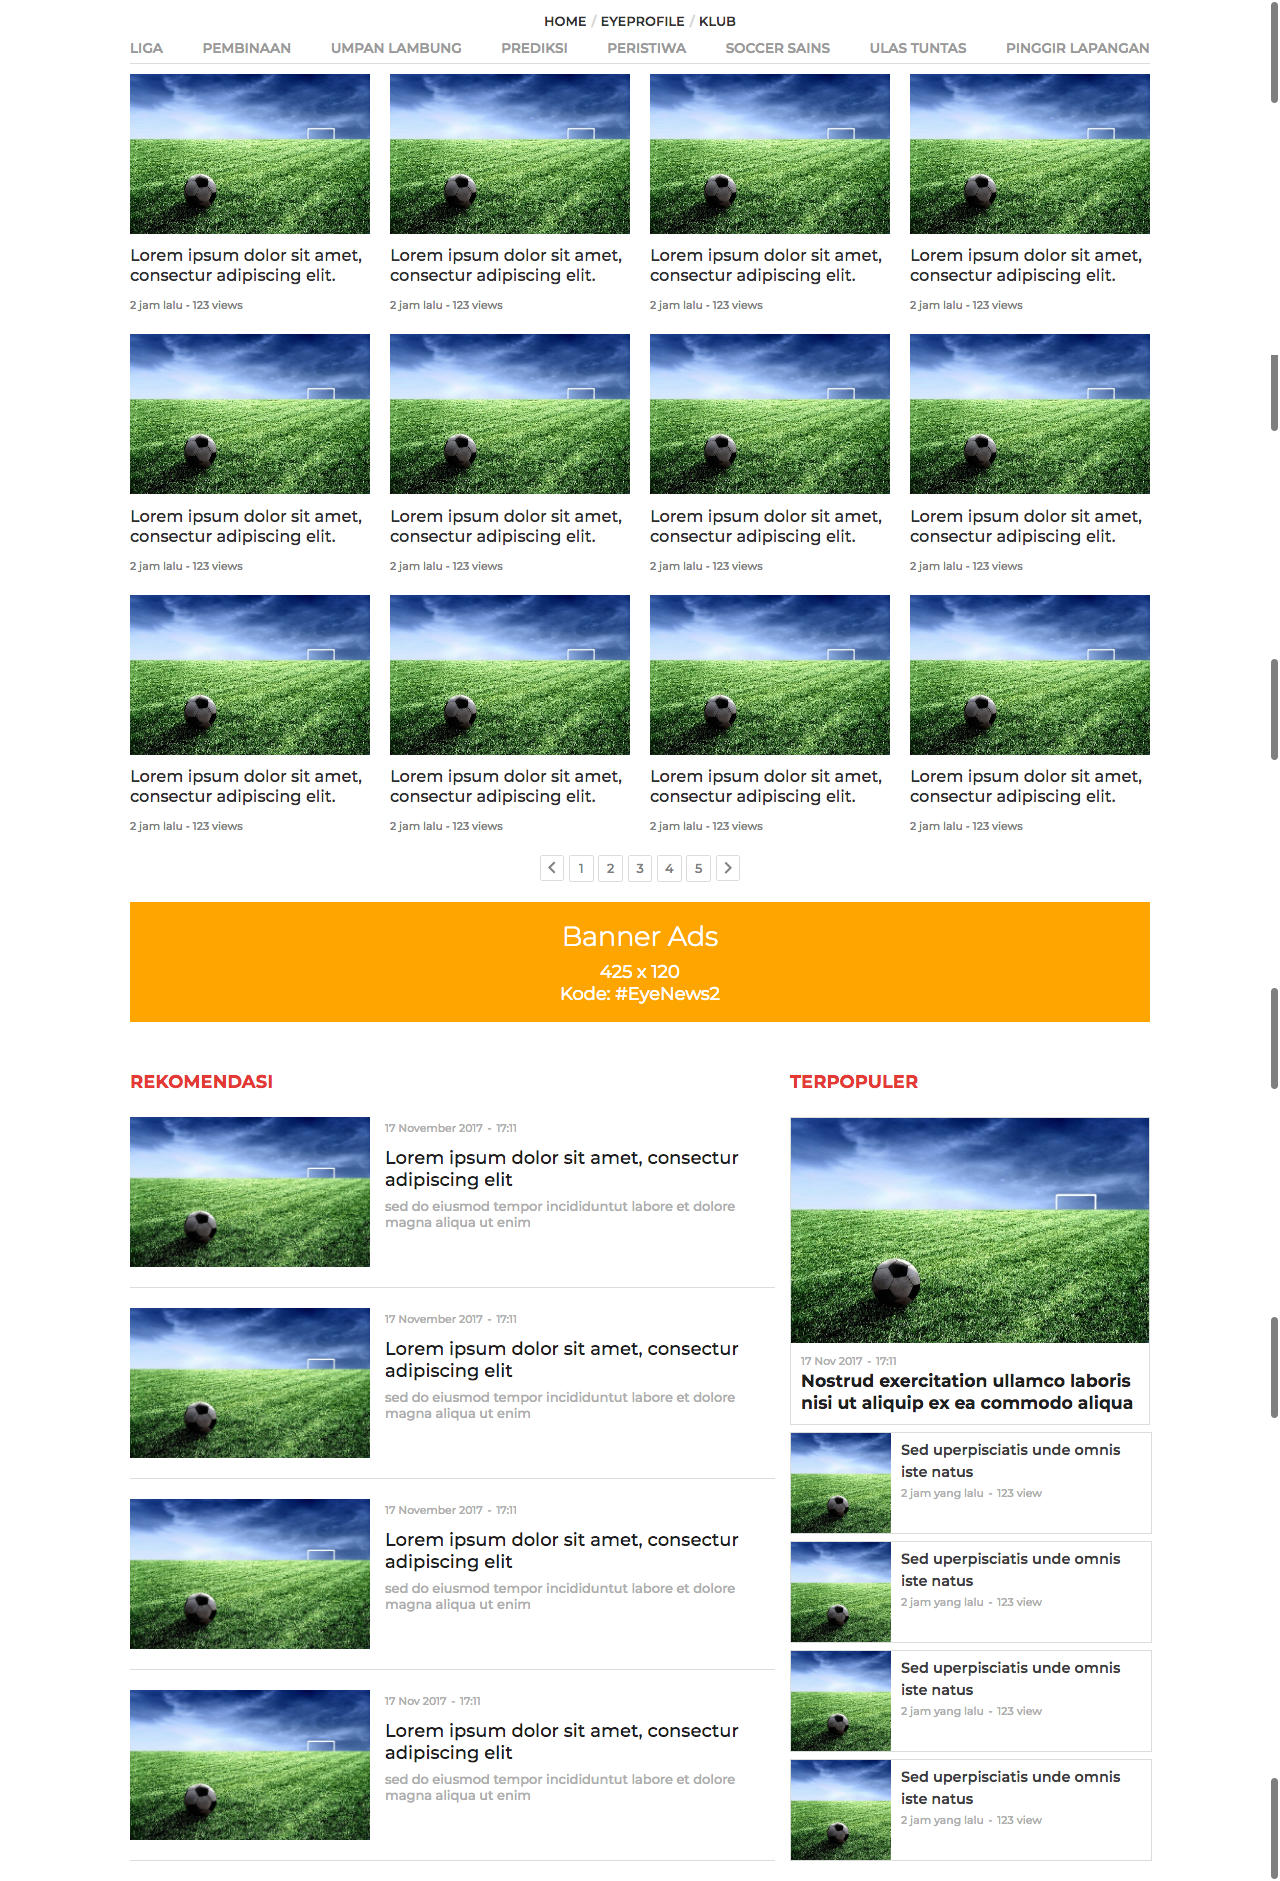 HOME / EYEPROFILE / KLUB
LIGA PEMBINAAN UMPAN LAMBUNG PREDIKSI PERISTIWA SOCCER SAINS ULAS TUNTAS PINGGIR LAPANGAN
Lorem ipsum dolor sit amet,
consectur adipiscing elit.
2 jam lalu - 123 views
Lorem ipsum dolor sit amet,
consectur adipiscing elit.
2 jam lalu - 123 views
Lorem ipsum dolor sit amet,
consectur adipiscing elit.
2 jam lalu - 123 views
Lorem ipsum dolor sit amet,
consectur adipiscing elit.
2 jam lalu - 123 views
Lorem ipsum dolor sit amet,
consectur adipiscing elit.
2 jam lalu - 123 views
Lorem ipsum dolor sit amet,
consectur adipiscing elit.
2 jam lalu - 123 views
Lorem ipsum dolor sit amet,
consectur adipiscing elit.
2 jam lalu - 123 views
Lorem ipsum dolor sit amet,
consectur adipiscing elit.
2 jam lalu - 123 views
Lorem ipsum dolor sit amet,
consectur adipiscing elit.
2 jam lalu - 123 views
Lorem ipsum dolor sit amet,
consectur adipiscing elit.
2 jam lalu - 123 views
Lorem ipsum dolor sit amet,
consectur adipiscing elit.
2 jam lalu - 123 views
Lorem ipsum dolor sit amet,
consectur adipiscing elit.
2 jam lalu - 123 views
1 2 3 4 5
Banner Ads
425 x 120
Kode: #EyeNews2
REKOMENDASI
17 November 2017 - 17:11
Lorem ipsum dolor sit amet, consectur
adipiscing elit
sed do eiusmod tempor incididuntut labore et dolore
magna aliqua ut enim
17 November 2017 - 17:11
Lorem ipsum dolor sit amet, consectur
adipiscing elit
sed do eiusmod tempor incididuntut labore et dolore
magna aliqua ut enim
17 November 2017 - 17:11
Lorem ipsum dolor sit amet, consectur
adipiscing elit
sed do eiusmod tempor incididuntut labore et dolore
magna aliqua ut enim
17 Nov 2017 - 17:11
Lorem ipsum dolor sit amet, consectur
adipiscing elit
sed do eiusmod tempor incididuntut labore et dolore
magna aliqua ut enim
TERPOPULER
17 Nov 2017 - 17:11
Nostrud exercitation ullamco laboris
nisi ut aliquip ex ea commodo aliqua
Sed uperpisciatis unde omnis
iste natus
2 jam yang lalu - 123 view
Sed uperpisciatis unde omnis
iste natus
2 jam yang lalu - 123 view
Sed uperpisciatis unde omnis
iste natus
2 jam yang lalu - 123 view
Sed uperpisciatis unde omnis
iste natus
2 jam yang lalu - 123 view